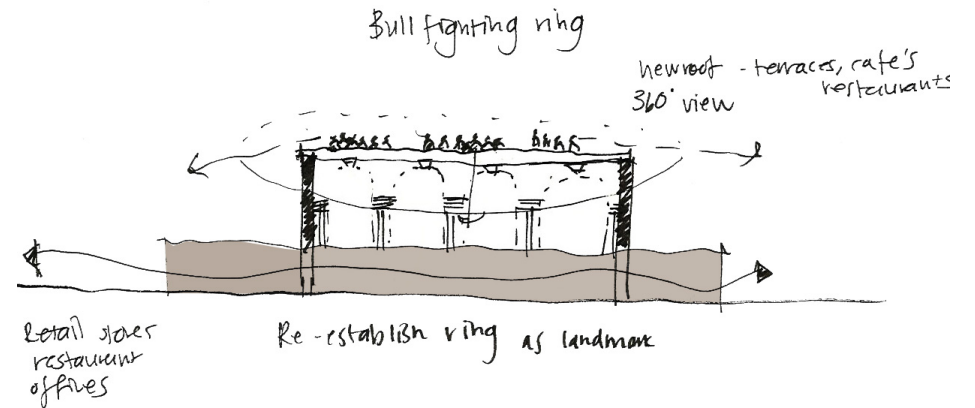 Bull fighting ring
new roof - terraces, cafe's
restaurants
360° view
Retail stores
restaurant
offices
Re-establish ring as landmark